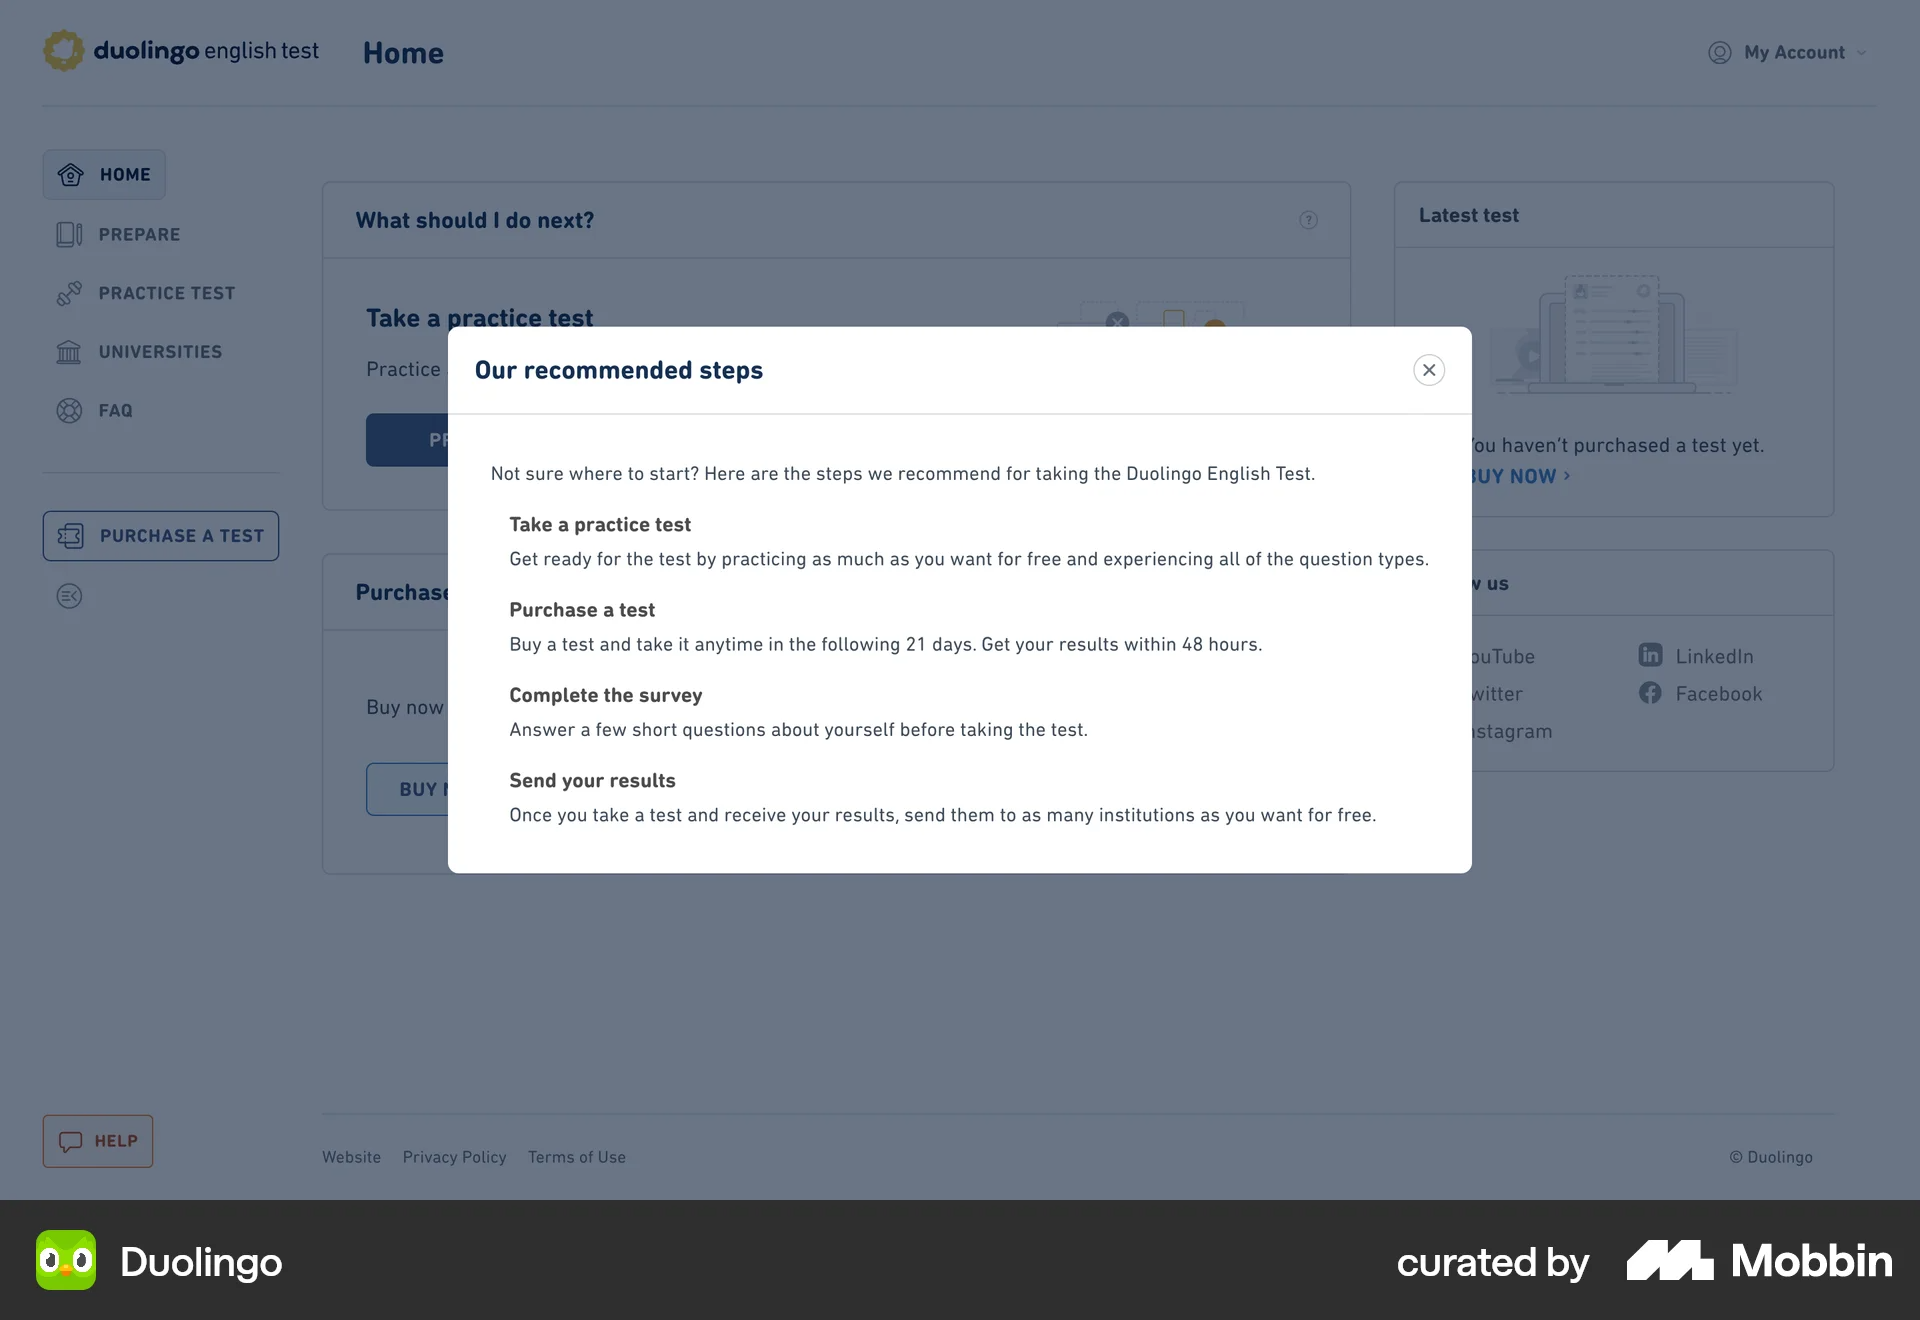 duolingo english test
Home
My Account
HOME
PREPARE
PRACTICE TEST
UNIVERSITIES
FAQ
PURCHASE A TEST
What should I do next?
Take a practice test
Practice
Latest test
haven't purchased a test yet.
NOW
Purchase
Buy now
BUY
us
LinkedIn
Facebook
Our recommended steps
Not sure where to start? Here are the steps we recommend for taking the Duolingo English Test.
Take a practice test
Get ready for the test by practicing as much as you want for free and experiencing all of the question types.
Purchase a test
Buy a test and take it anytime in the following 21 days. Get your results within 48 hours.
Complete the survey
Answer a few short questions about yourself before taking the test.
Send your results
Once you take a test and receive your results, send them to as many institutions as you want for free.
HELP
Website Privacy Policy Terms of Use
© Duolingo
Duolingo
curated by Mobbin